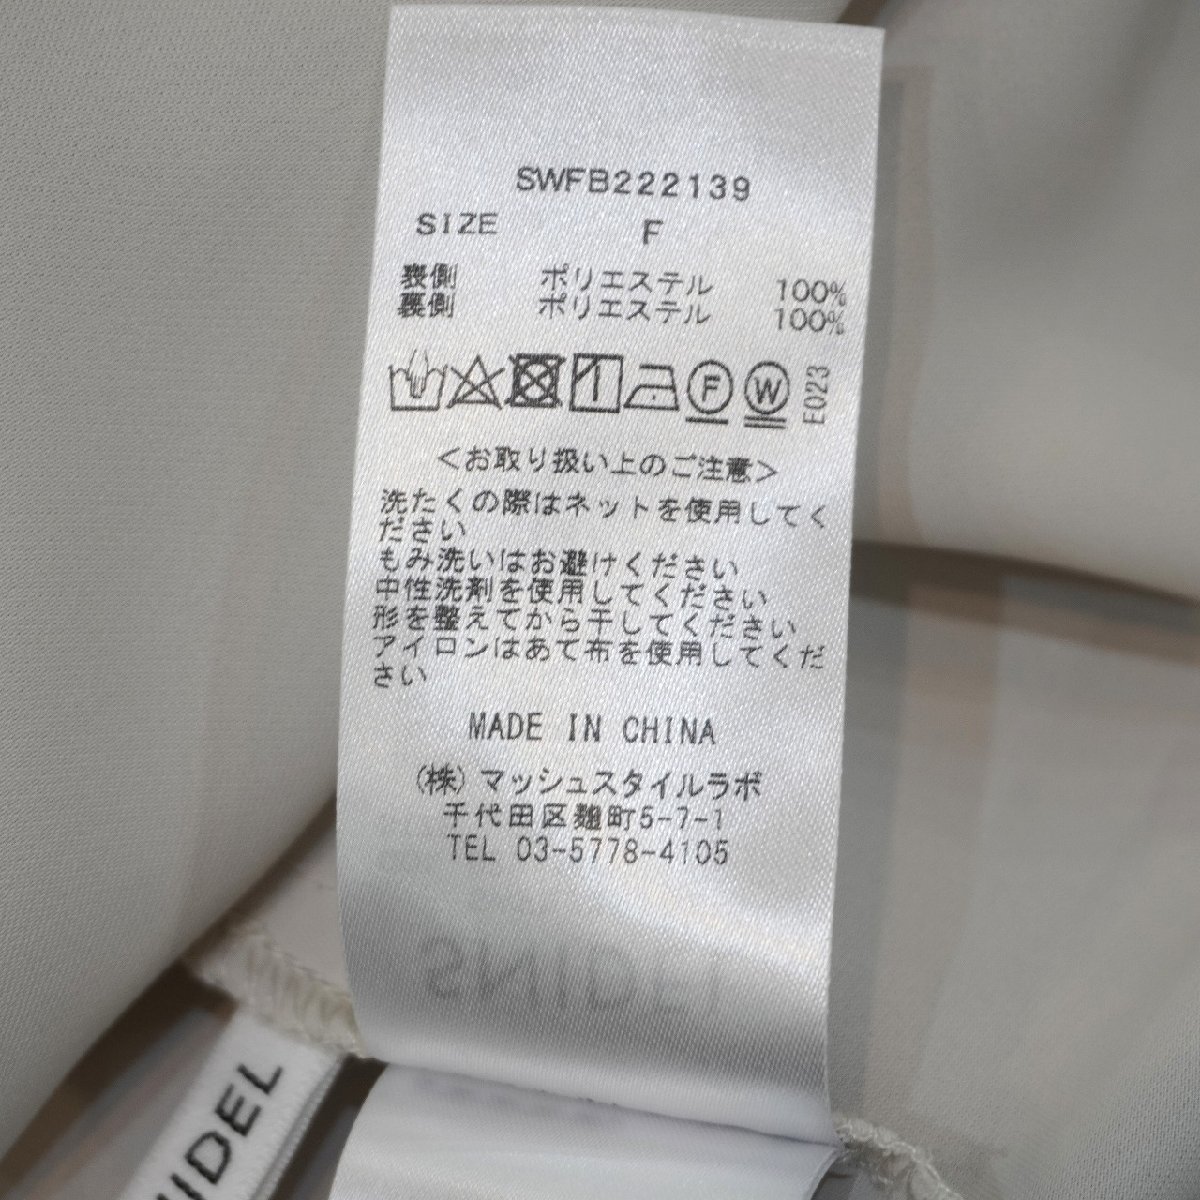 SWFB222139
SIZE F
表側 ポリエステル 100%
裏側 ポリエステル 100%
F W E023
<お取り扱い上のご注意>
洗たくの際はネットを使用してく
ださい
もみ洗いはお避けください
中性洗剤を使用してください
形を整えてから干してください
アイロンはあて布を使用してくだ
さい
MADE IN CHINA
(株)マッシュスタイルラボ
千代田区麹町5-7-1
TEL 03-5778-4105